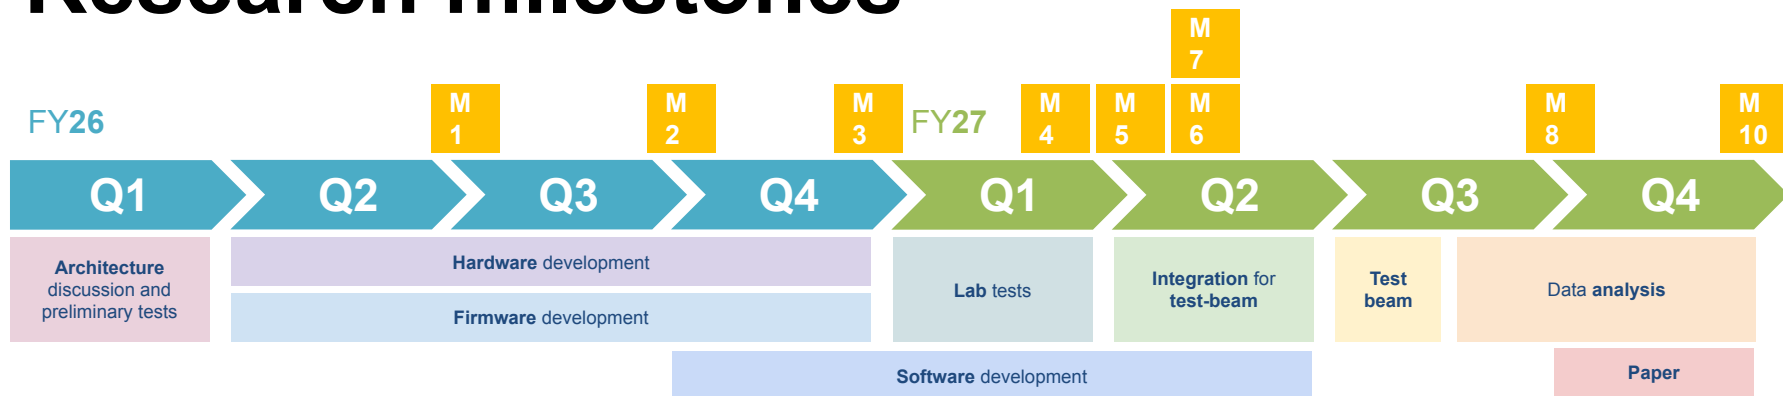 Research milestones
M
7
FY26
M
1
M
2
M
3
FY27
M
4
M
5
M
6
M
8
M
10
Q1
Q2
Q3
Q4
Q1
Q2
Q3
Q4
Architecture
discussion and
preliminary tests
Hardware development
Firmware development
Lab tests
Integration for
test-beam
Test
beam
Data analysis
Software development
Paper